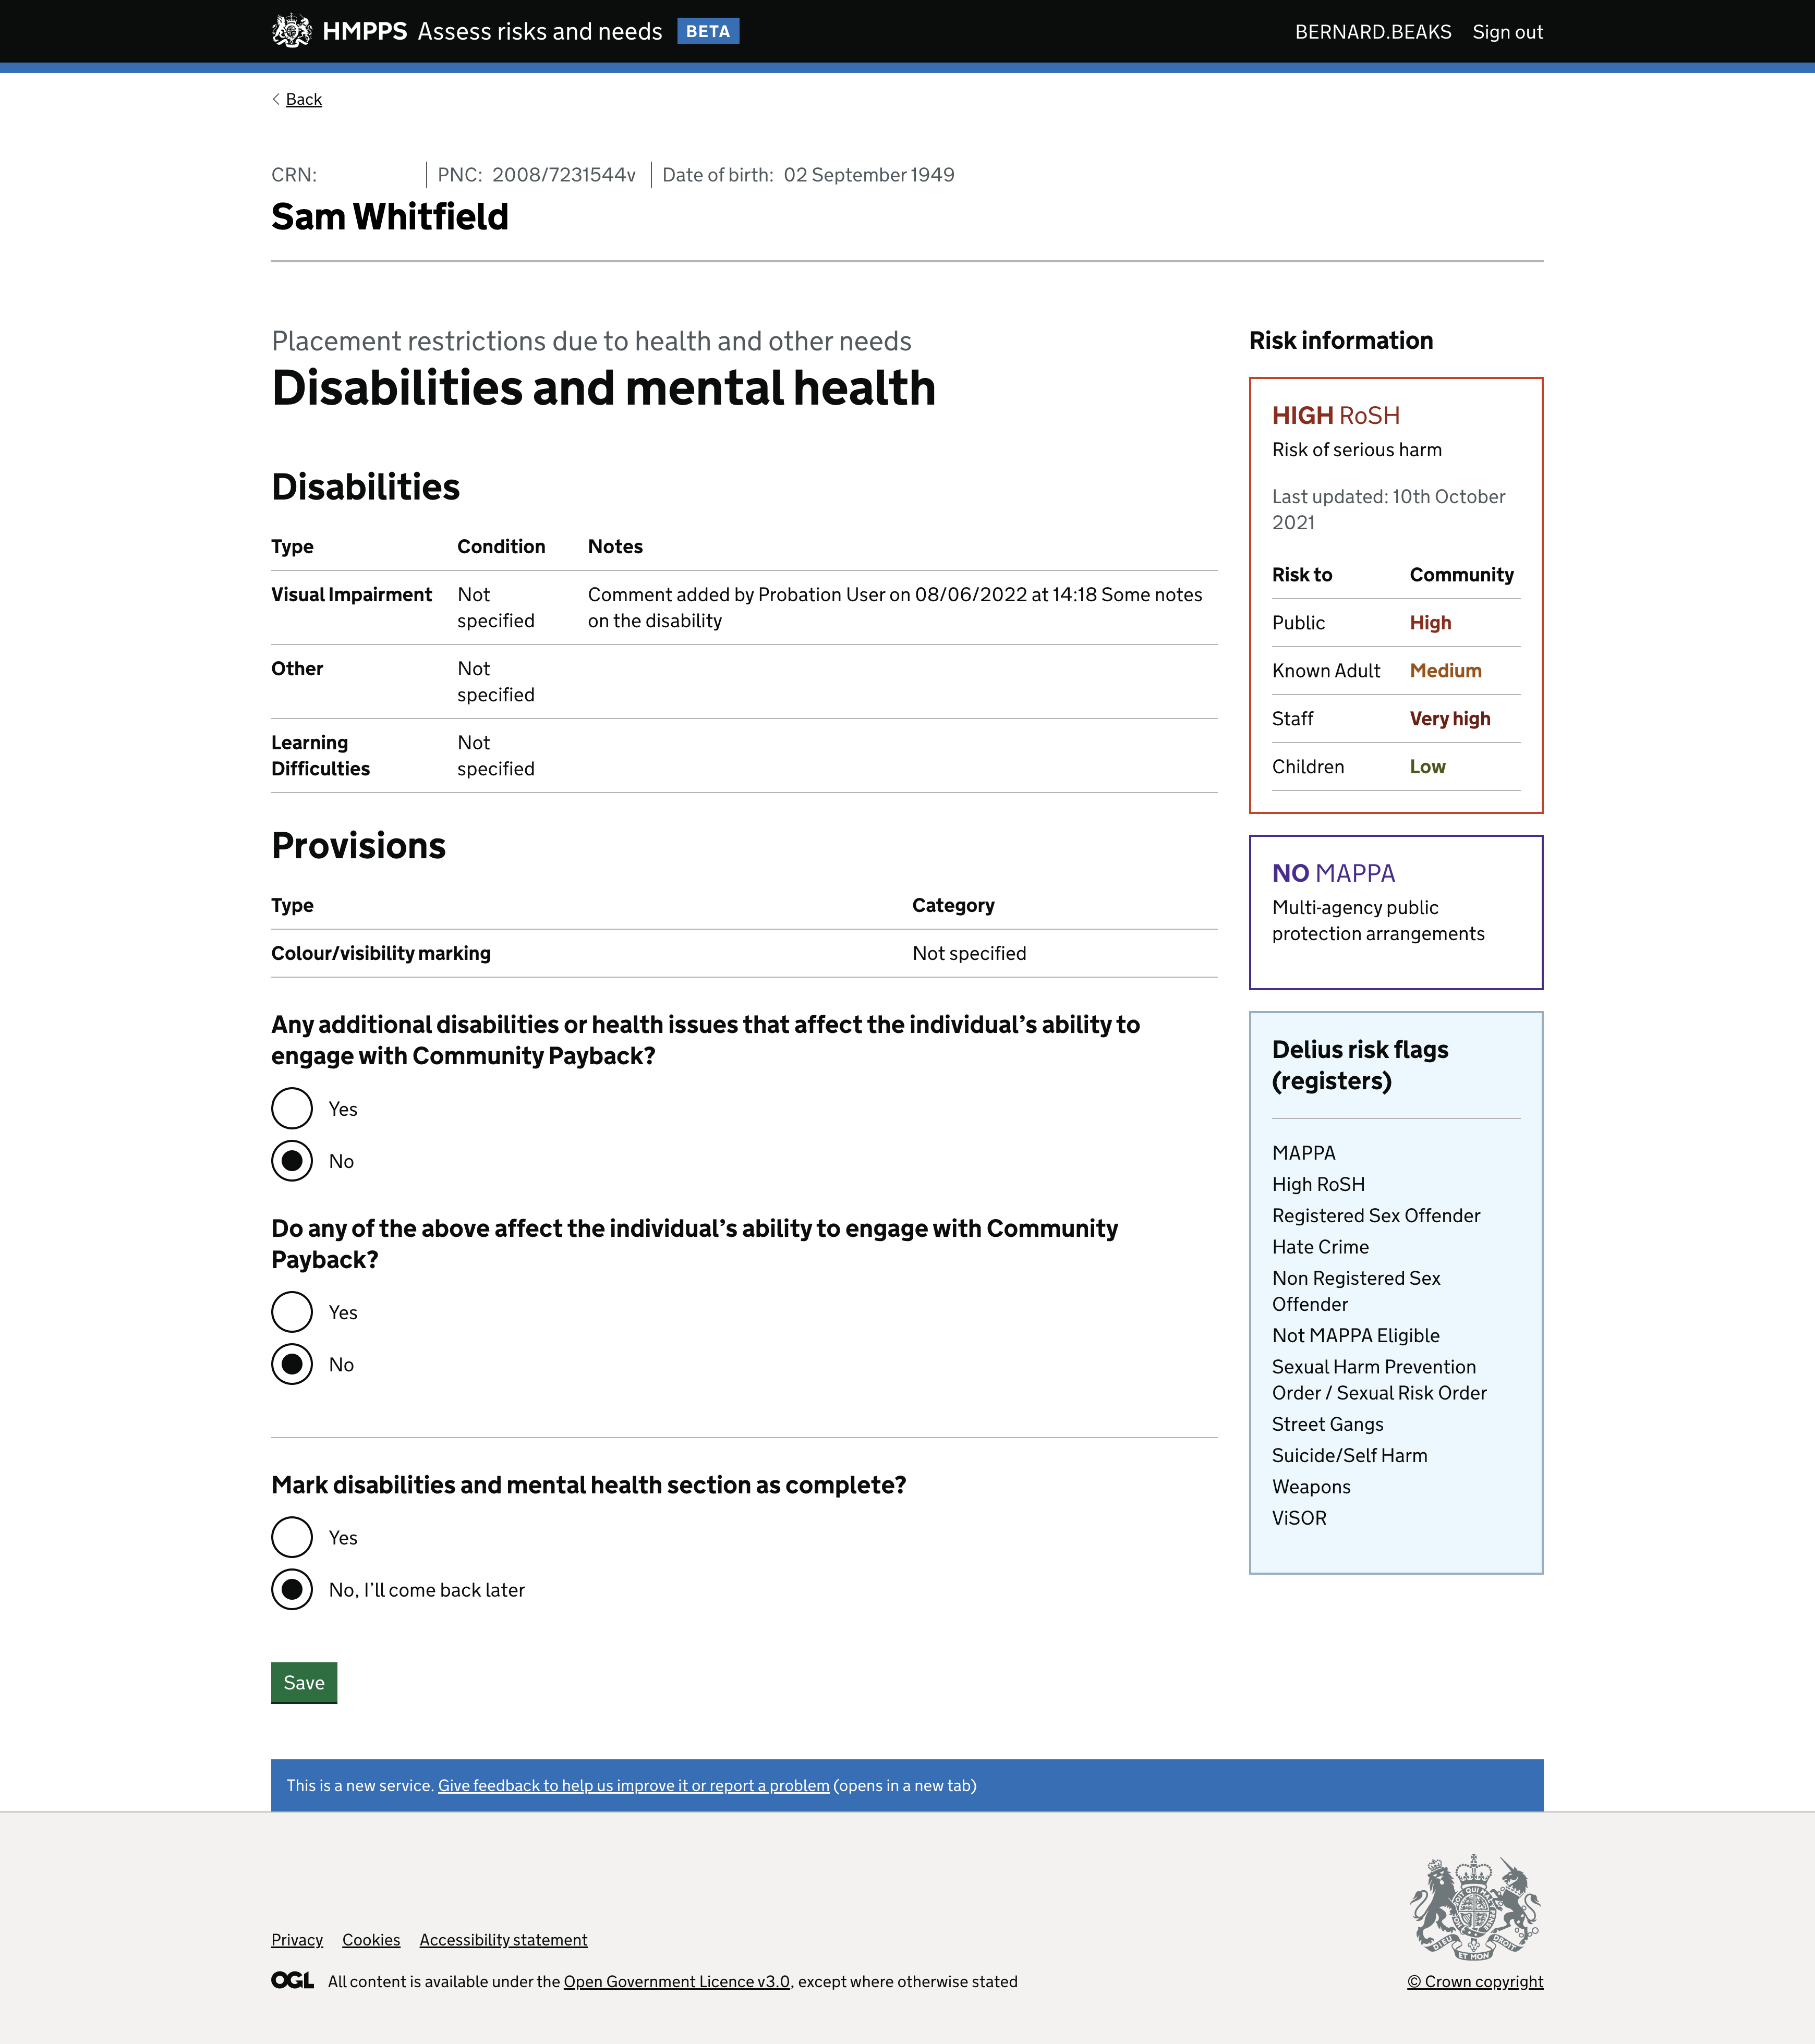 HMPPS Assess risks and needs BETA
BERNARD.BEAKS Sign out
Back
CRN: PNC: 2008/7231544v Date of birth: 02 September 1949
Sam Whitfield
Placement restrictions due to health and other needs
Disabilities and mental health
Disabilities
Type Condition Notes
Visual Impairment Not specified Comment added by Probation User on 08/06/2022 at 14:18 Some notes
on the disability
Other Not specified
Learning Difficulties Not specified
Provisions
Type Category
Colour/visibility marking Not specified
Any additional disabilities or health issues that affect the individual’s ability to
engage with Community Payback?
Yes
No
Do any of the above affect the individual’s ability to engage with Community
Payback?
Yes
No
Mark disabilities and mental health section as complete?
Yes
No, I’ll come back later
Save
Risk information
HIGH RoSH
Risk of serious harm
Last updated: 10th October
2021
Risk to Community
Public High
Known Adult Medium
Staff Very high
Children Low
NO MAPPA
Multi-agency public
protection arrangements
Delius risk flags
(registers)
MAPPA
High RoSH
Registered Sex Offender
Hate Crime
Non Registered Sex
Offender
Not MAPPA Eligible
Sexual Harm Prevention
Order / Sexual Risk Order
Street Gangs
Suicide/Self Harm
Weapons
ViSOR
This is a new service. Give feedback to help us improve it or report a problem (opens in a new tab)
Privacy Cookies Accessibility statement
OGL All content is available under the Open Government Licence v3.0, except where otherwise stated
DIEU ET MON DROIT
© Crown copyright